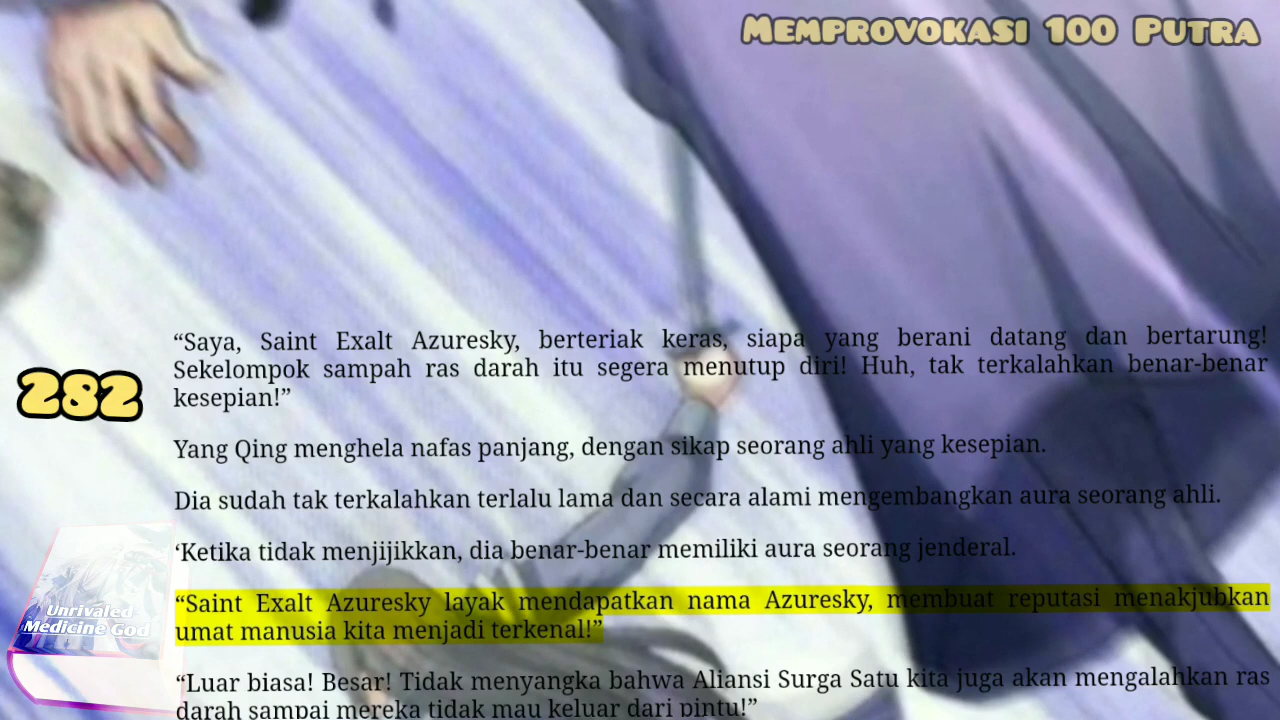 Memprovokasi 100 Putra
“Saya, Saint Exalt Azuresky, berteriak keras, siapa yang berani datang dan bertarung!
Sekelompok sampah ras darah itu segera menutup diri! Huh, tak terkalahkan benar-benar
kesepian!”
282
Yang Qing menghela nafas panjang, dengan sikap seorang ahli yang kesepian.
Dia sudah tak terkalahkan terlalu lama dan secara alami mengembangkan aura seorang ahli.
‘Ketika tidak menjijikkan, dia benar-benar memiliki aura seorang jenderal.
“Saint Exalt Azuresky layak mendapatkan nama Azuresky, membuat reputasi menakjubkan
umat manusia kita menjadi terkenal!”
Unrivaled
Medicine God
“Luar biasa! Besar! Tidak menyangka bahwa Aliansi Surga Satu kita juga akan mengalahkan ras
darah sampai mereka tidak mau keluar dari pintu!”